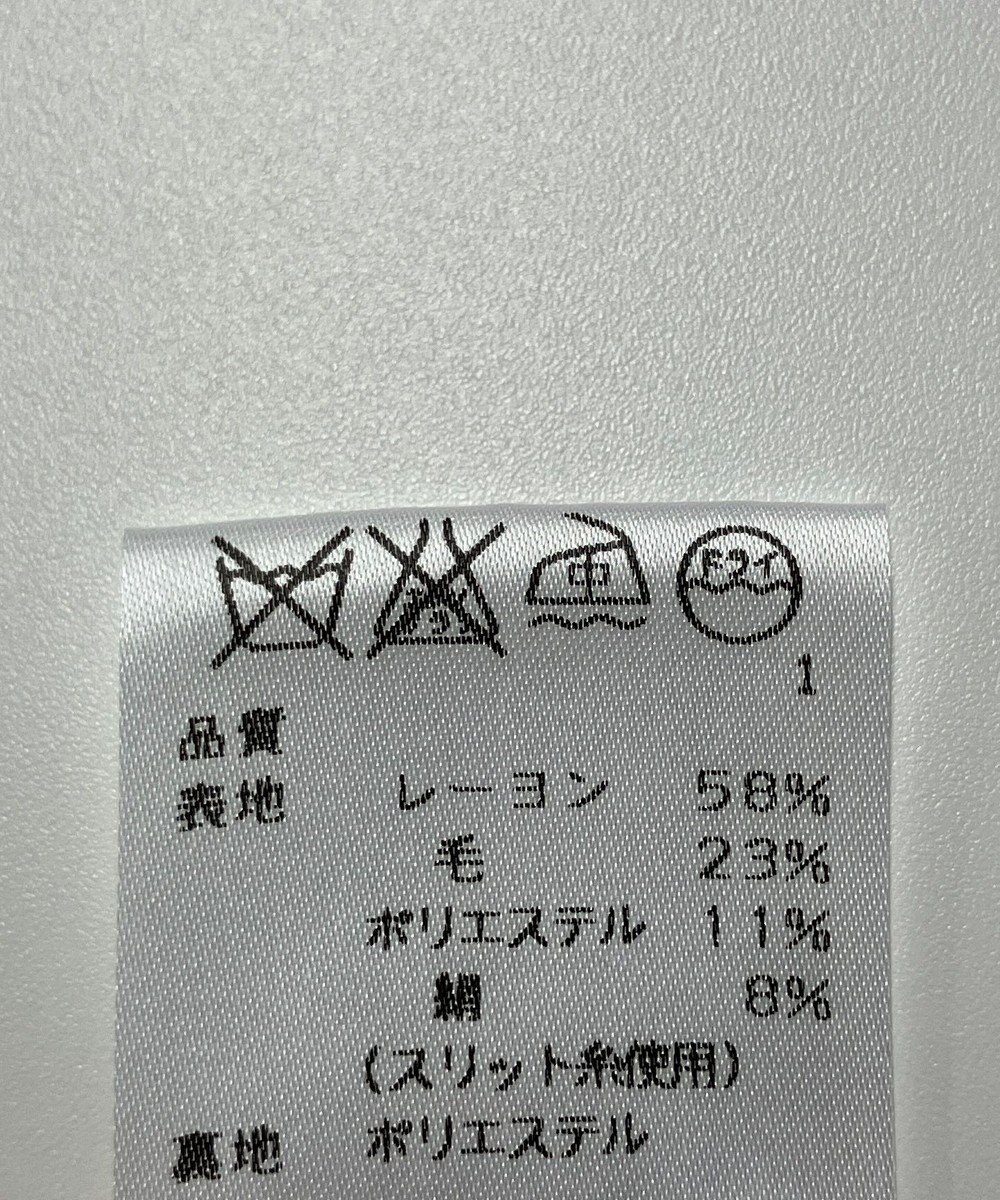 中 ドライ
1
品質
表地 レーヨン 58%
毛 23%
ポリエステル 11%
絹 8%
(スリット糸使用)
裏地 ポリエステル